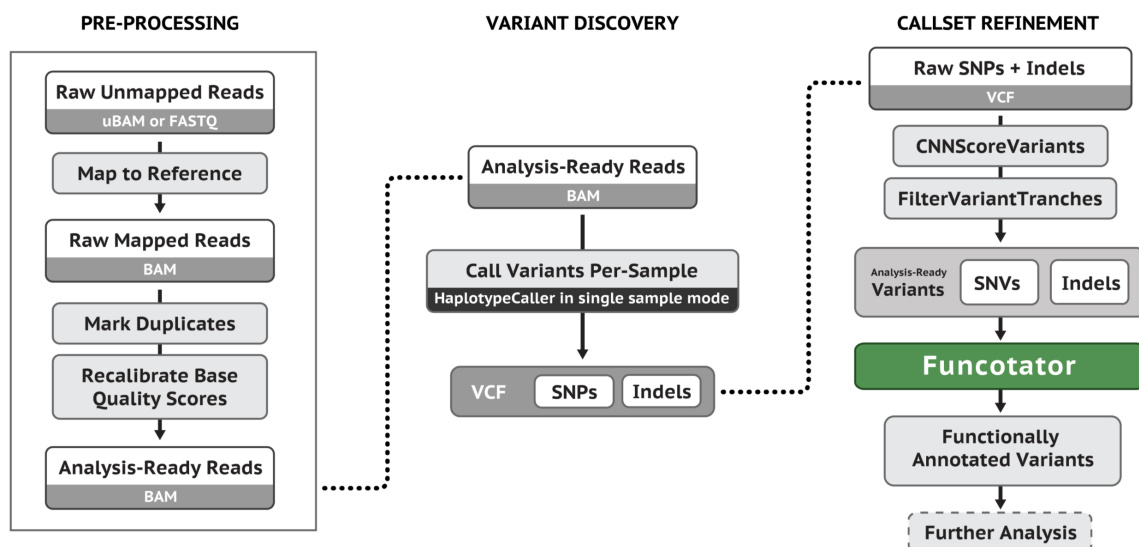 PRE-PROCESSING
Raw Unmapped Reads
uBAM or FASTQ
Map to Reference
Raw Mapped Reads
BAM
Mark Duplicates
Recalibrate Base
Quality Scores
Analysis-Ready Reads
BAM
VARIANT DISCOVERY
Analysis-Ready Reads
BAM
Call Variants Per-Sample
HaplotypeCaller in single sample mode
VCF
SNPs
Indels
CALLSET REFINEMENT
Raw SNPs + Indels
VCF
CNNScoreVariants
FilterVariantTranches
Analysis-Ready
Variants
SNVs
Indels
Funcotator
Functionally
Annotated Variants
Further Analysis